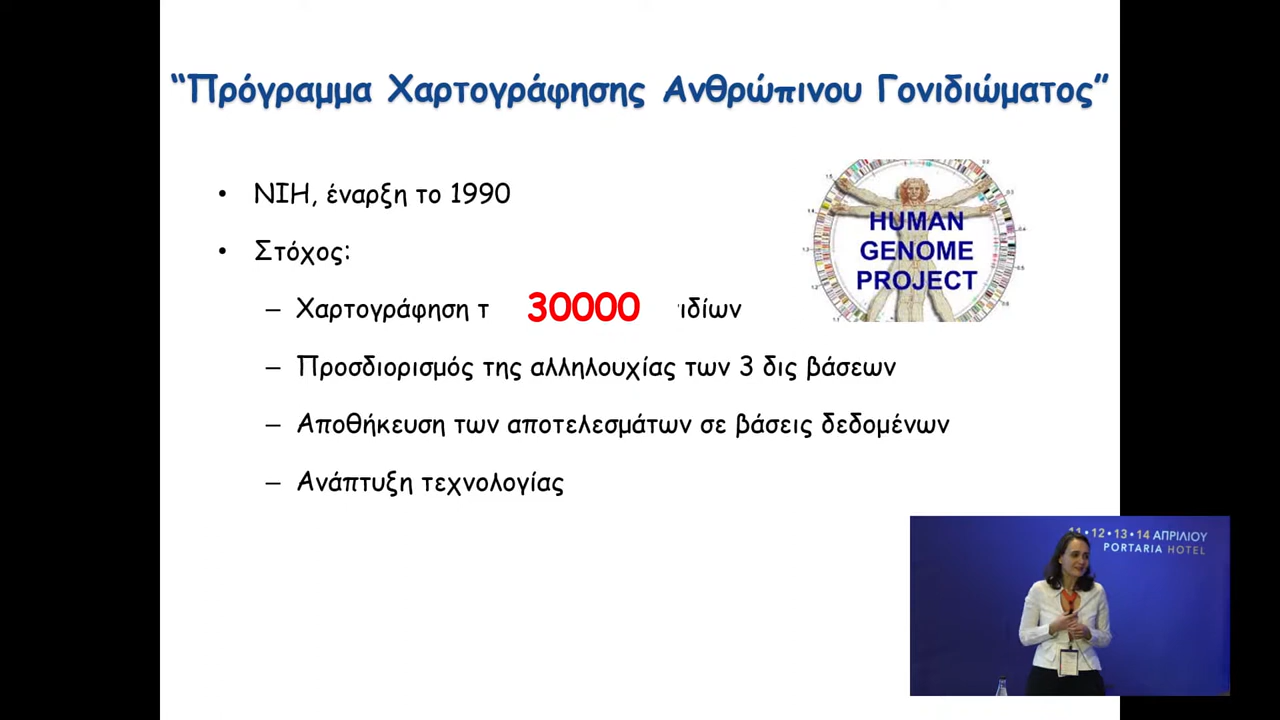 “Πρόγραμμα Χαρτογράφησης Ανθρώπινου Γονιδιώματος”
• NIH, έναρξη το 1990
• Στόχος:
– Χαρτογράφηση τ 30000 ιδίων
– Προσδιορισμός της αλληλουχίας των 3 δις βάσεων
– Αποθήκευση των αποτελεσμάτων σε βάσεις δεδομένων
– Ανάπτυξη τεχνολογίας
HUMAN
GENOME
PROJECT
11•12•13•14 ΑΠΡΙΛΙΟΥ
PORTARIA HOTEL